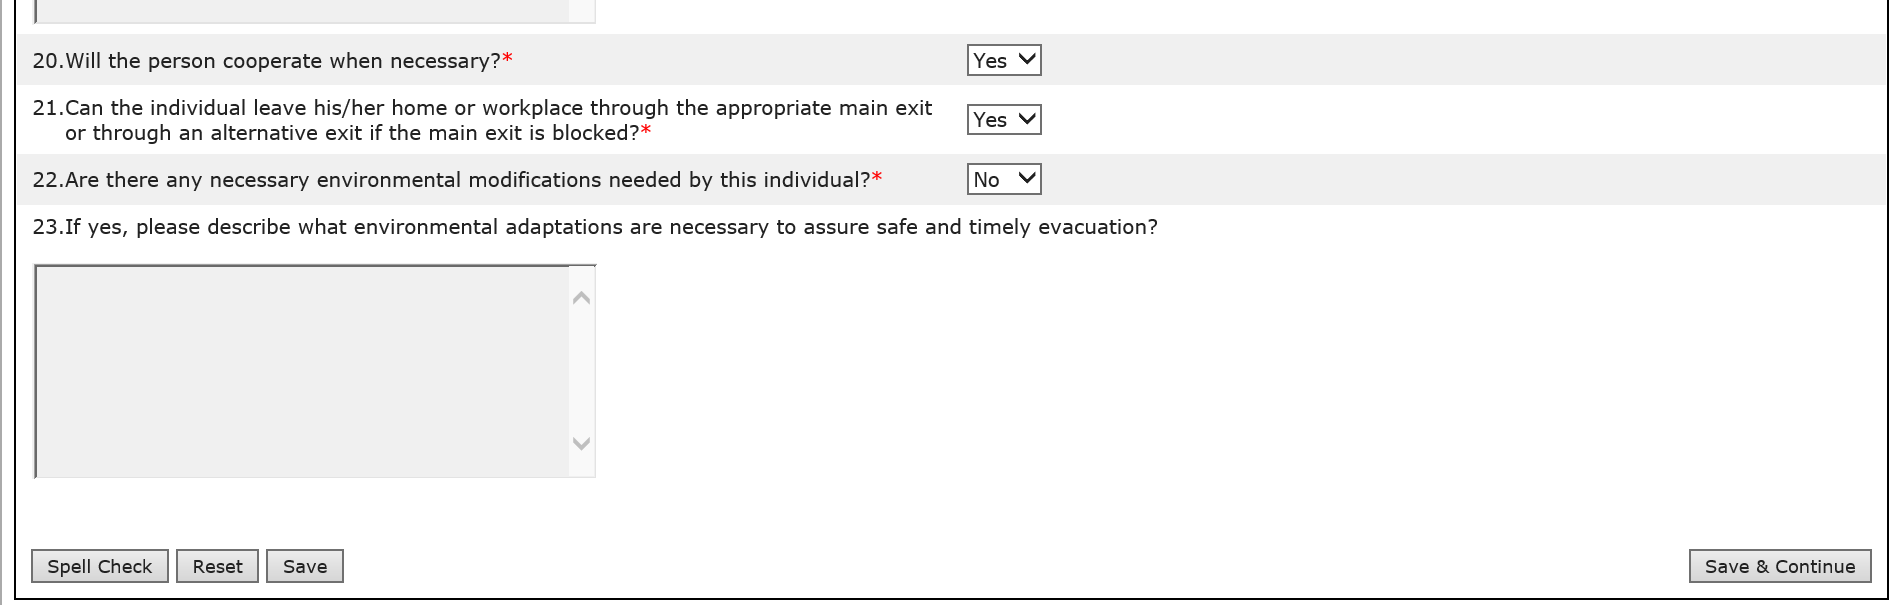 20.Will the person cooperate when necessary?* Yes
21.Can the individual leave his/her home or workplace through the appropriate main exit
or through an alternative exit if the main exit is blocked?* Yes
22.Are there any necessary environmental modifications needed by this individual?* No
23.If yes, please describe what environmental adaptations are necessary to assure safe and timely evacuation?
Spell Check Reset Save Save & Continue